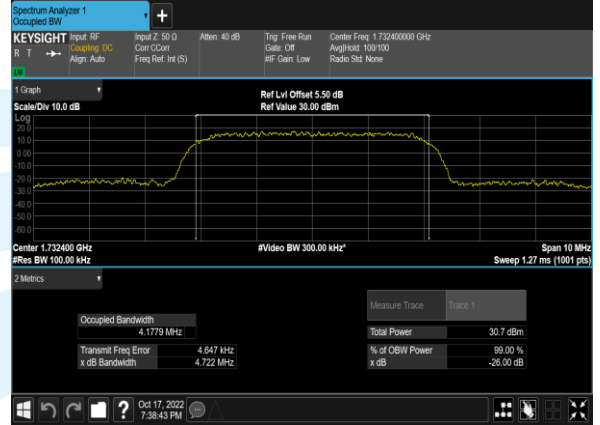 Spectrum Analyzer 1
Occupied BW
+
KEYSIGHT Input: RF Input Z: 50 Ω Atten: 40 dB Trig: Free Run Center Freq: 1.732400000 GHz
R T Coupling: DC Corr CCorr Gate: Off Avg|Hold: 100/100
Align: Auto Freq Ref: Int (S) #IF Gain: Low Radio Std: None
1 Graph
Ref Lvl Offset 5.50 dB
Scale/Div 10.0 dB Ref Value 30.00 dBm
Log
20.0
10.0
0.00
-10.0
-20.0
-30.0
-40.0
-50.0
-60.0
Center 1.732400 GHz #Video BW 300.00 kHz* Span 10 MHz
#Res BW 100.00 kHz Sweep 1.27 ms (1001 pts)
2 Metrics
Measure Trace Trace 1
Occupied Bandwidth
4.1779 MHz Total Power 30.7 dBm
Transmit Freq Error 4.647 kHz % of OBW Power 99.00 %
x dB Bandwidth 4.722 MHz x dB -26.00 dB
Oct 17, 2022
7:38:43 PM